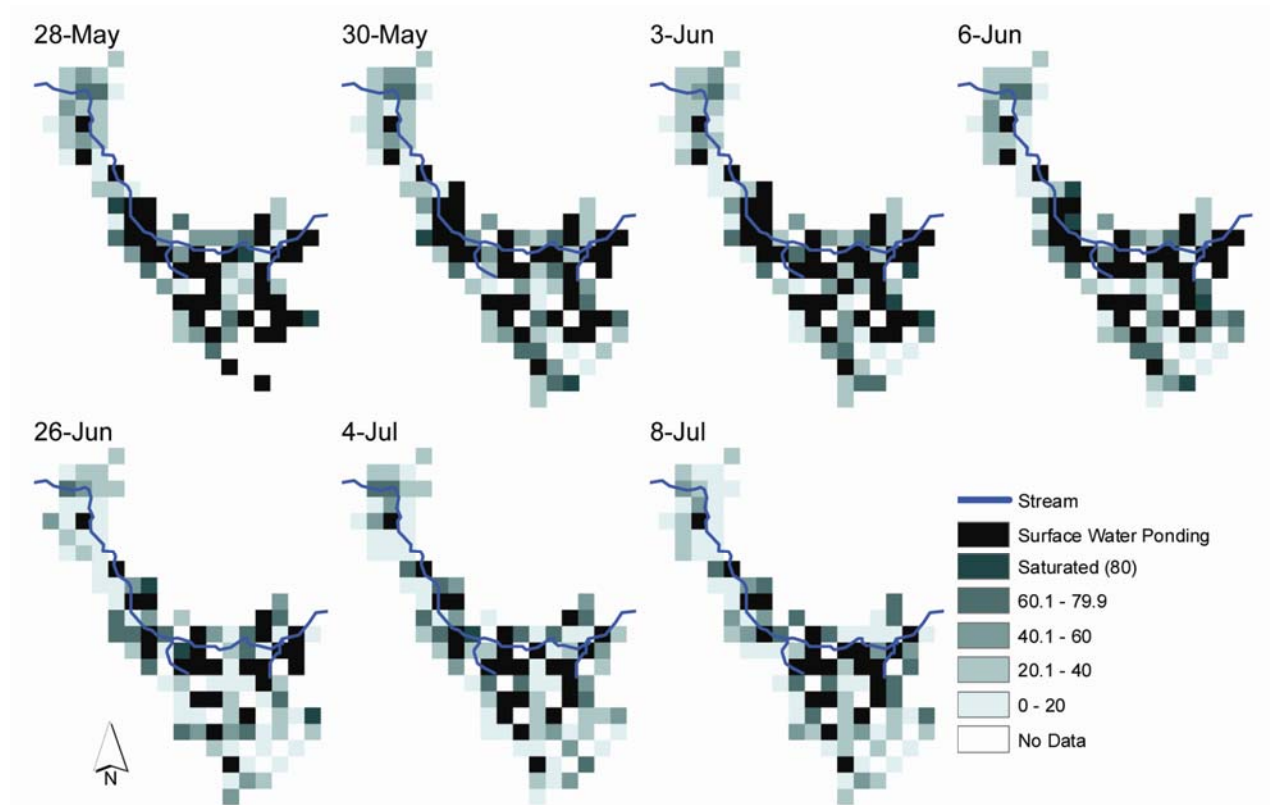 28-May
30-May
3-Jun
6-Jun
26-Jun
4-Jul
8-Jul
Stream
Surface Water Ponding
Saturated (80)
60.1 - 79.9
40.1 - 60
20.1 - 40
0 - 20
No Data
N